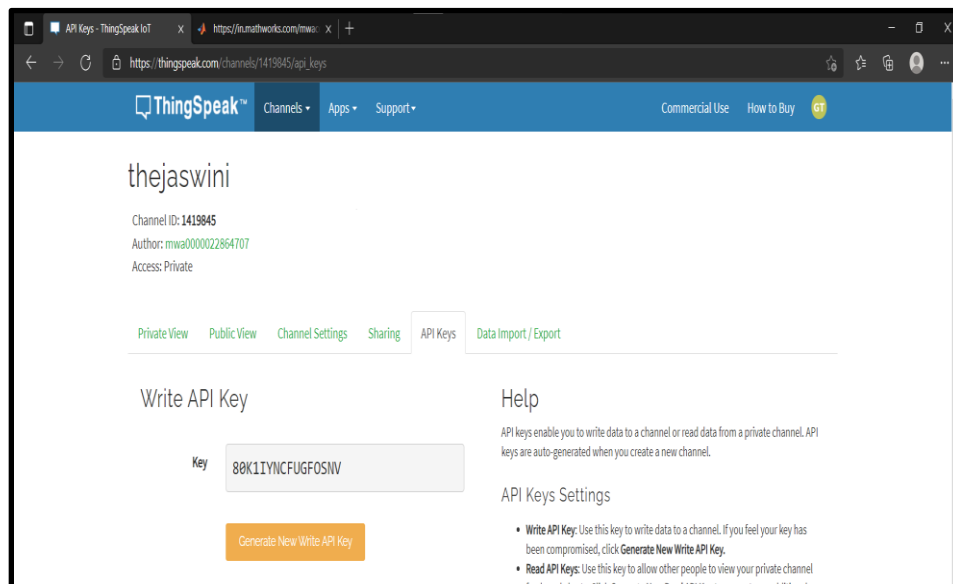 API Keys - ThingSpeak IoT
https://in.mathworks.com/mwac
https://thingspeak.com/channels/1419845/api_keys
ThingSpeak™ Channels Apps Support Commercial Use How to Buy GT
thejaswini
Channel ID: 1419845
Author: mwa0000022864707
Access: Private
Private View Public View Channel Settings Sharing API Keys Data Import / Export
Write API Key
Key 80K1IYNCFUGFOSNV
Generate New Write API Key
Help
API keys enable you to write data to a channel or read data from a private channel. API
keys are auto-generated when you create a new channel.
API Keys Settings
• Write API Key: Use this key to write data to a channel. If you feel your key has
been compromised, click Generate New Write API Key.
• Read API Keys: Use this key to allow other people to view your private channel